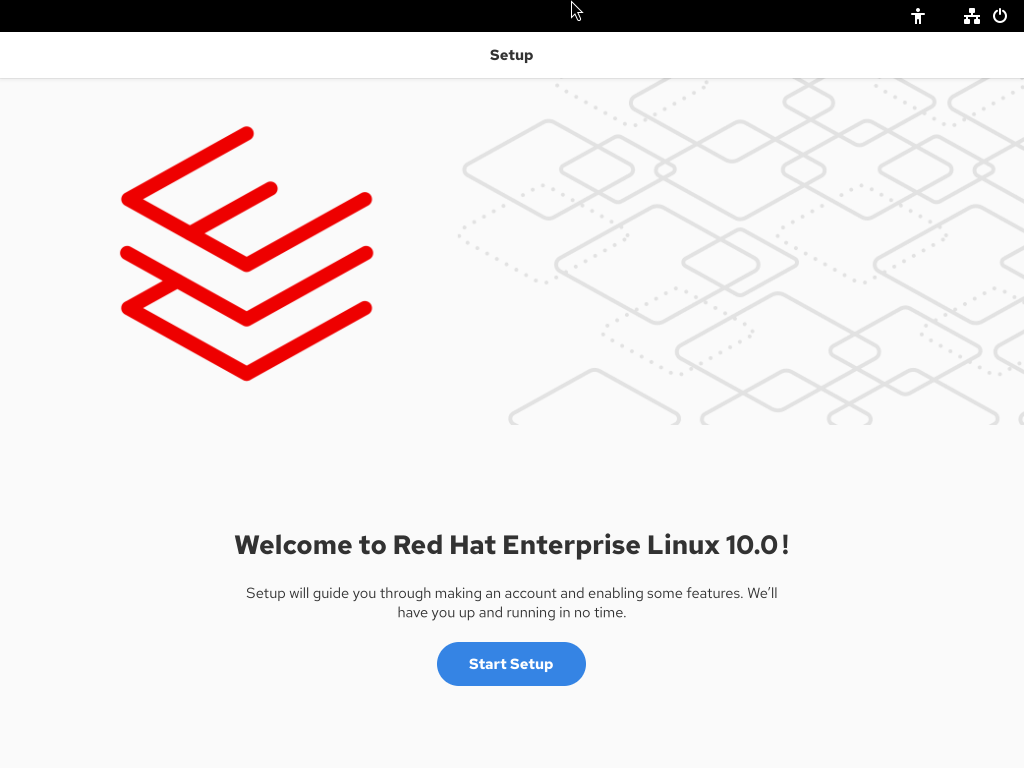 Setup
Welcome to Red Hat Enterprise Linux 10.0!
Setup will guide you through making an account and enabling some features. We’ll
have you up and running in no time.
Start Setup